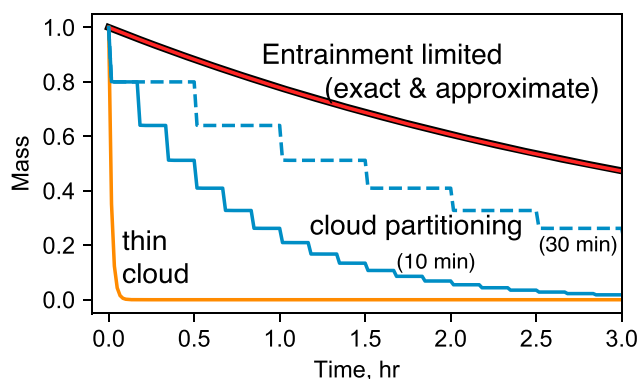 1.0
0.8
0.6
0.4
0.2
0.0
Mass
Entrainment limited
(exact & approximate)
thin
cloud
cloud partitioning
(10 min)
(30 min)
0.0 0.5 1.0 1.5 2.0 2.5 3.0
Time, hr